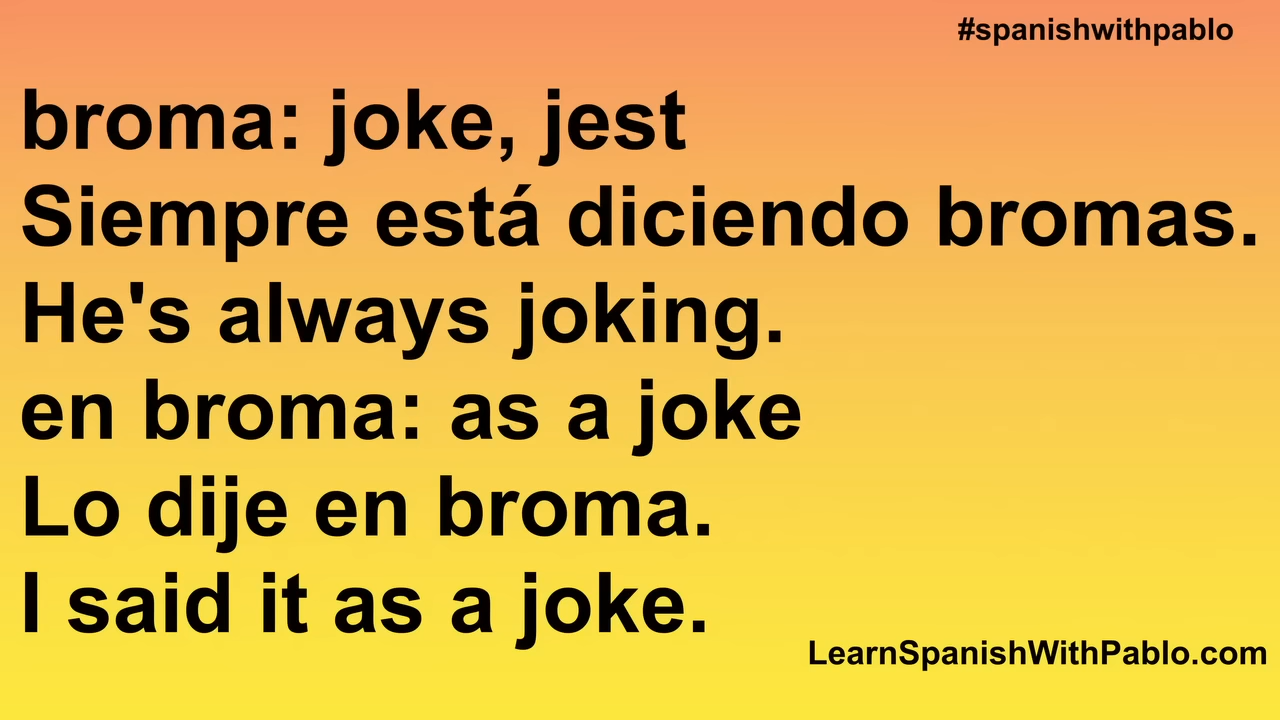 #spanishwithpablo
broma: joke, jest
Siempre está diciendo bromas.
He's always joking.
en broma: as a joke
Lo dije en broma.
I said it as a joke.
LearnSpanishWithPablo.com